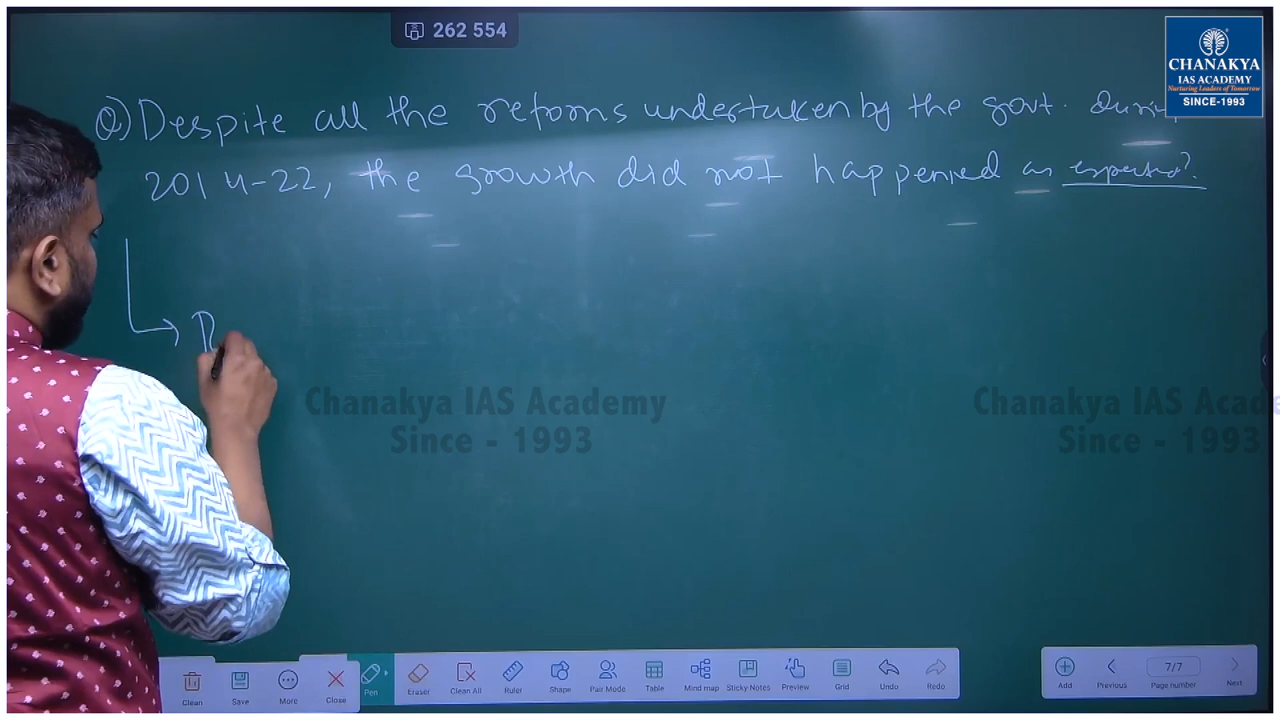 262 554
CHANAKYA
IAS ACADEMY
Nurturing Leaders of Tomorrow
SINCE-1993
Q) Despite all the reforms undertaken by the govt. during
2014-22, the growth did not happened as expected?
Chanakya IAS Academy
Since - 1993
Chanakya IAS Acade
Since - 1993
Clean
Save
More
Close
Pen
Eraser
Clean All
Ruler
Shape
Pair Mode
Table
Mind map
Sticky Notes
Preview
Grid
Undo
Redo
Add
Previous
7/7
Page number
Next